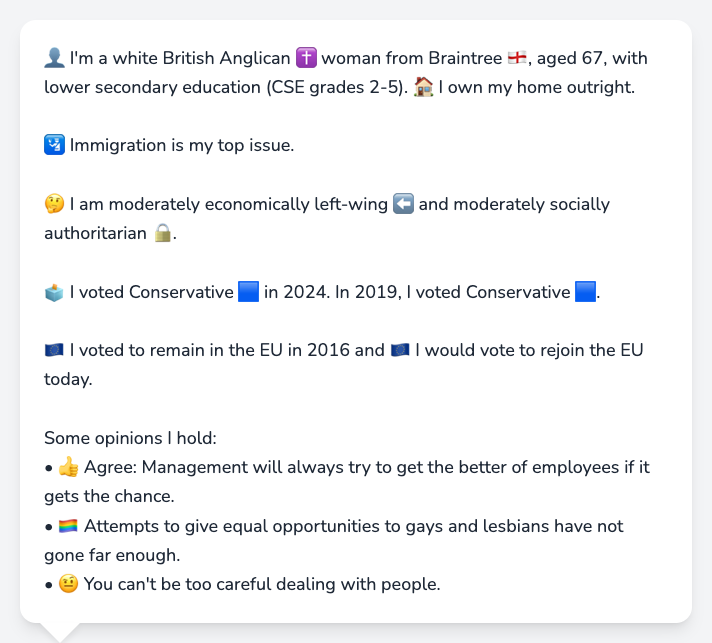 👤 I'm a white British Anglican ✝️ woman from Braintree 🏴󠁧󠁢󠁥󠁮󠁧󠁿, aged 67, with
lower secondary education (CSE grades 2-5). 🏠 I own my home outright.
🛂 Immigration is my top issue.
🤔 I am moderately economically left-wing ⬅️ and moderately socially
authoritarian 🔒.
🗳️ I voted Conservative 🟦 in 2024. In 2019, I voted Conservative 🟦.
🇪🇺 I voted to remain in the EU in 2016 and 🇪🇺 I would vote to rejoin the EU
today.
Some opinions I hold:
• 👍 Agree: Management will always try to get the better of employees if it
gets the chance.
• 🏳️‍🌈 Attempts to give equal opportunities to gays and lesbians have not
gone far enough.
• 🤨 You can't be too careful dealing with people.